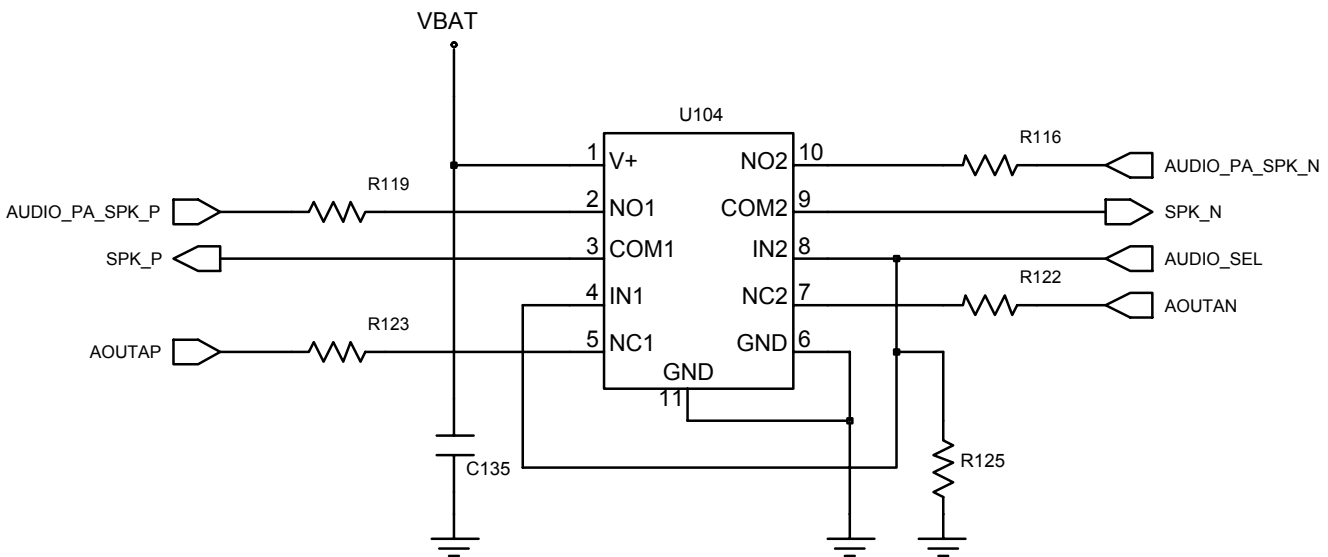 VBAT
U104
1
V+
NO2
10
R116
AUDIO_PA_SPK_N
R119
AUDIO_PA_SPK_P
2
NO1
COM2
9
SPK_N
SPK_P
3
COM1
IN2
8
AUDIO_SEL
4
IN1
NC2
7
R122
AOUTAN
R123
AOUTAP
5
NC1
GND
6
GND
11
C135
R125